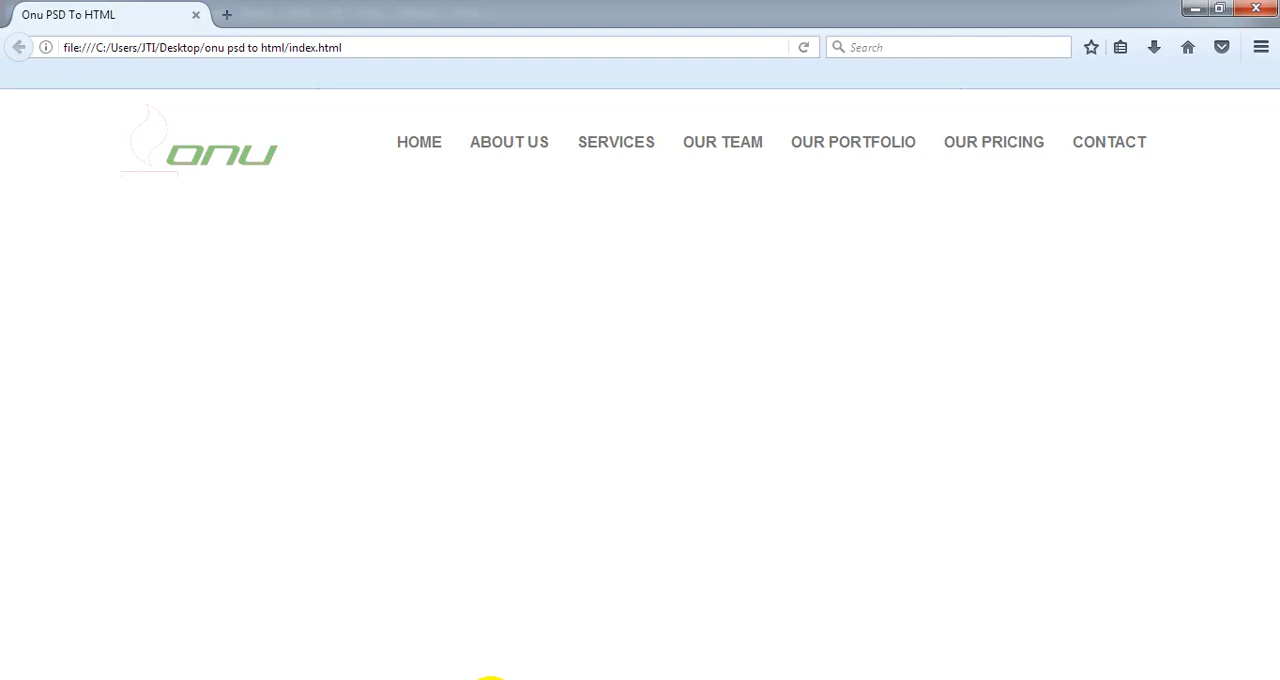 Onu PSD To HTML
file:///C:/Users/JTI/Desktop/onu psd to html/index.html
Search
onu
HOME ABOUT US SERVICES OUR TEAM OUR PORTFOLIO OUR PRICING CONTACT